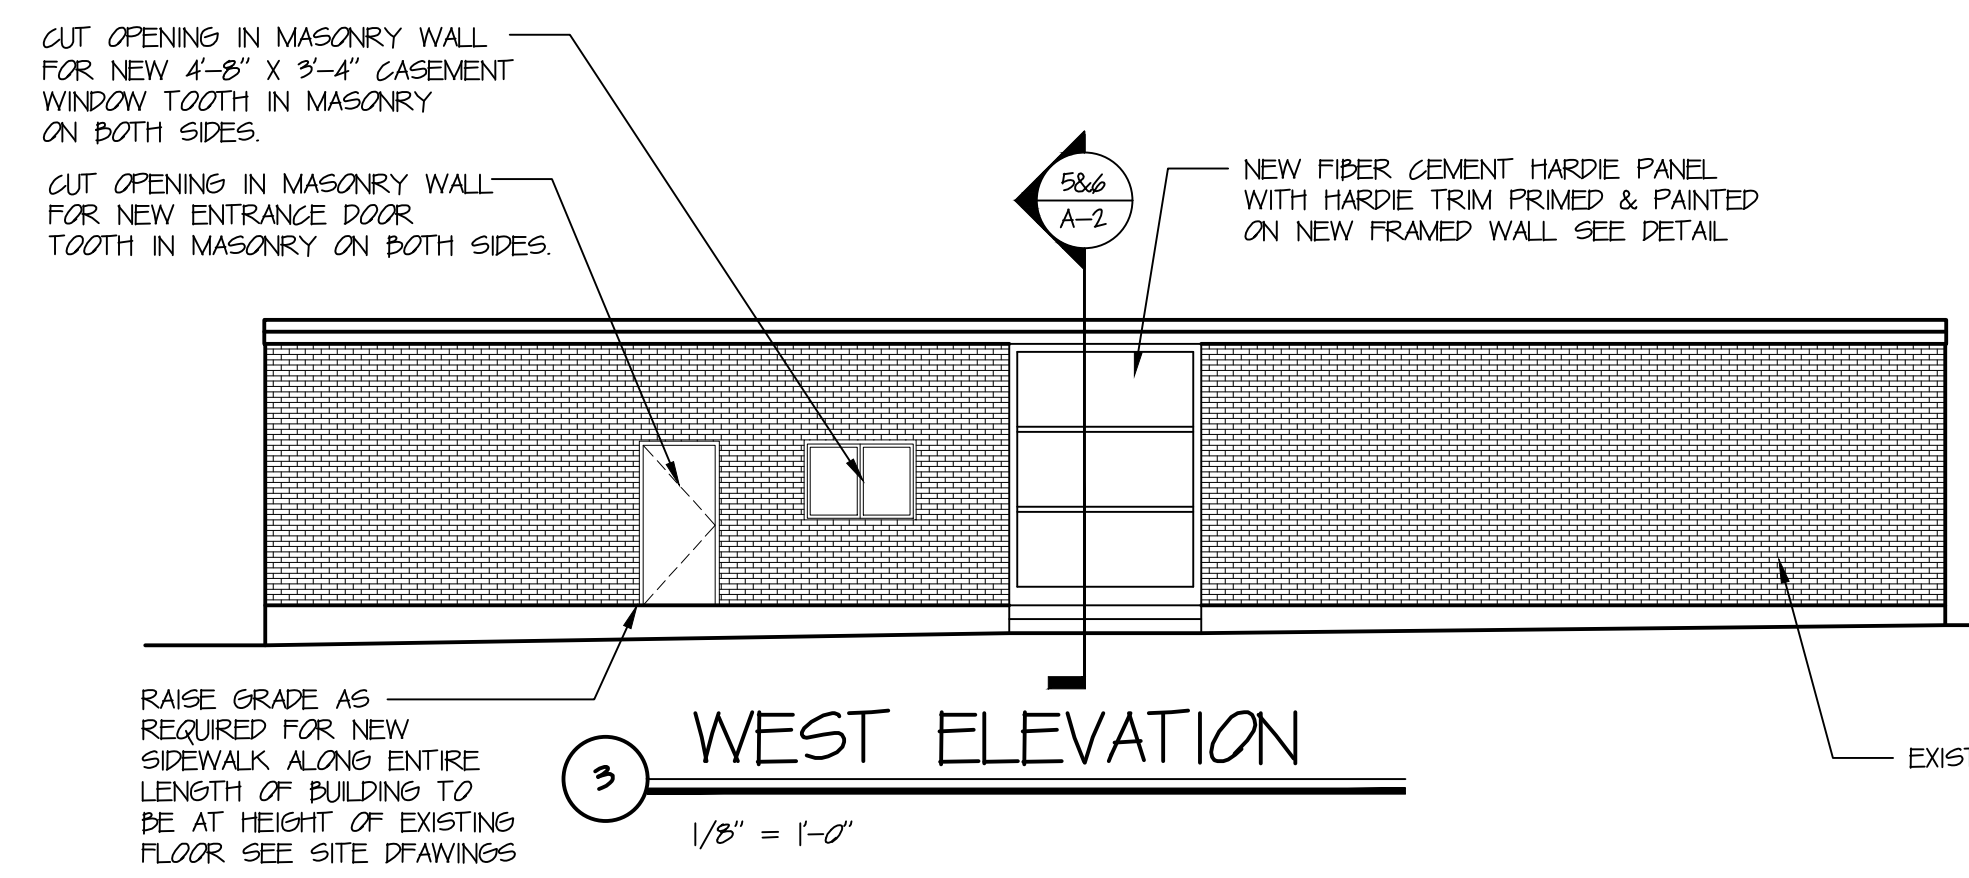 CUT OPENING IN MASONRY WALL
FOR NEW 4'-8" X 3'-4" CASEMENT
WINDOW TOOTH IN MASONRY
ON BOTH SIDES.
CUT OPENING IN MASONRY WALL
FOR NEW ENTRANCE DOOR
TOOTH IN MASONRY ON BOTH SIDES.
5&6
A-2
NEW FIBER CEMENT HARDIE PANEL
WITH HARDIE TRIM PRIMED & PAINTED
ON NEW FRAMED WALL SEE DETAIL
RAISE GRADE AS
REQUIRED FOR NEW
SIDEWALK ALONG ENTIRE
LENGTH OF BUILDING TO
BE AT HEIGHT OF EXISTING
FLOOR SEE SITE DFAWINGS
3
WEST ELEVATION
1/8" = 1'-0"